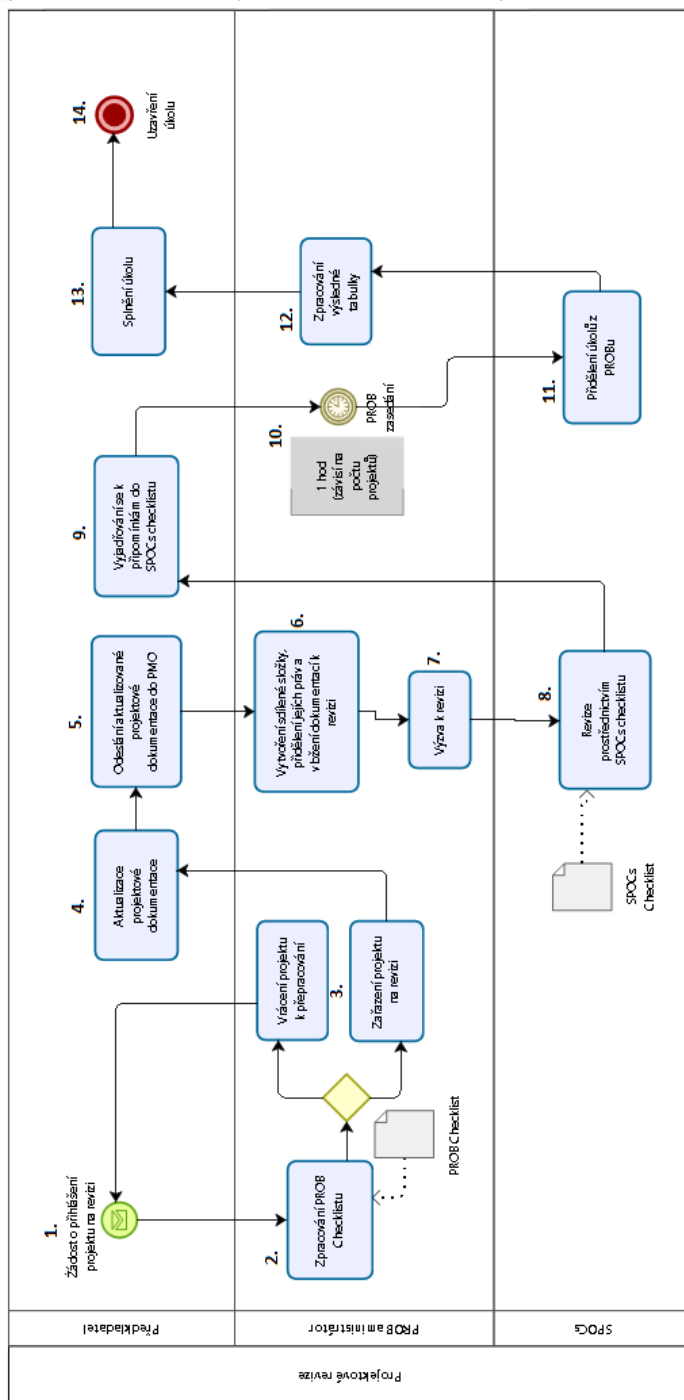 Projektové revize
Předkladatel
PROB administrátor
SPOCs
1.
Žádost o přihlášení
projektu na revizi
2.
Zpracování PROB
Checklistu
PROB Checklist
3.
Vrácení projektu
k přepracování
Zařazení projektu
na revizi
4.
Aktualizace
projektové
dokumentace
5.
Odeslání aktualizované
projektové
dokumentace do PMO
6.
Vytvoření sdílené složky,
přidělení jejích práv a
vložení dokumentací k
revizi
7.
Výzva k revizi
8.
Revize
prostřednictvím
SPOCs checklistu
SPOCs
Checklist
9.
Vyjadřování se k
připomínkám do
SPOCs checklistu
10.
PROB
zasedání
1 hod
(závisí na
počtu
projektů)
11.
Přidělení úkolů z
PROBu
12.
Zpracování
výsledné
tabulky
13.
Splnění úkolu
14.
Uzavření
úkolu